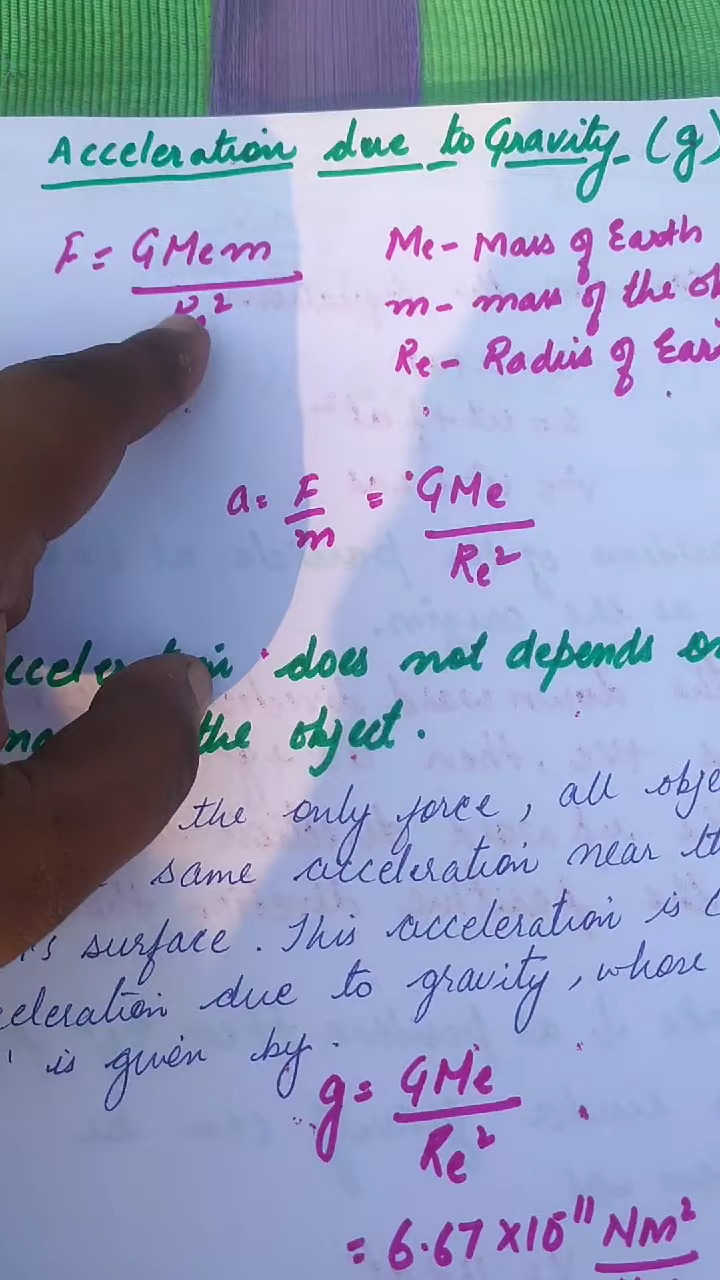 Acceleration due to Gravity (g)
F = GMem / Re²
Me - Mass of Earth
m - mass of the
Re - Radius of
a = F/m = GMe / Re²
does not depends
the object.
the only force, all
same acceleration near
surface. This acceleration is
due to gravity, whose
is given by.
g = GMe / Re²
= 6.67 × 10¹¹ Nm²